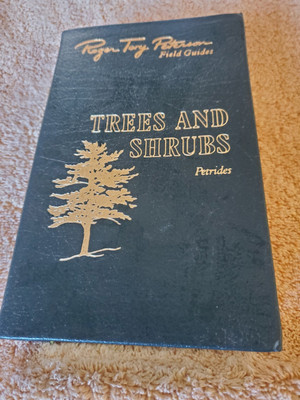 Roger Tory Peterson
Field Guides
TREES AND
SHRUBS
Petrides